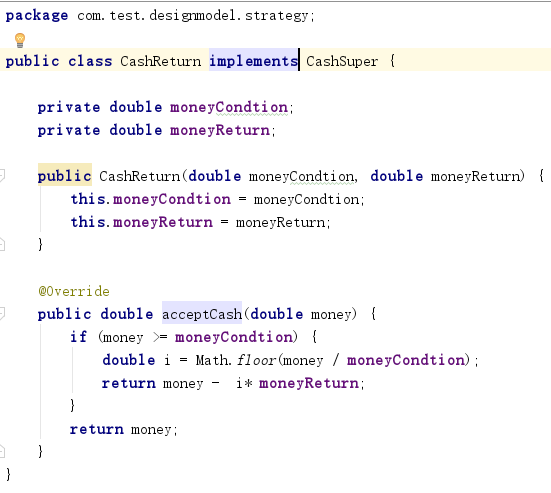 package com.test.designmodel.strategy;
public class CashReturn implements CashSuper {
private double moneyCondtion;
private double moneyReturn;
public CashReturn(double moneyCondtion, double moneyReturn) {
this.moneyCondtion = moneyCondtion;
this.moneyReturn = moneyReturn;
}
@Override
public double acceptCash(double money) {
if (money >= moneyCondtion) {
double i = Math.floor(money / moneyCondtion);
return money -  i* moneyReturn;
}
return money;
}
}